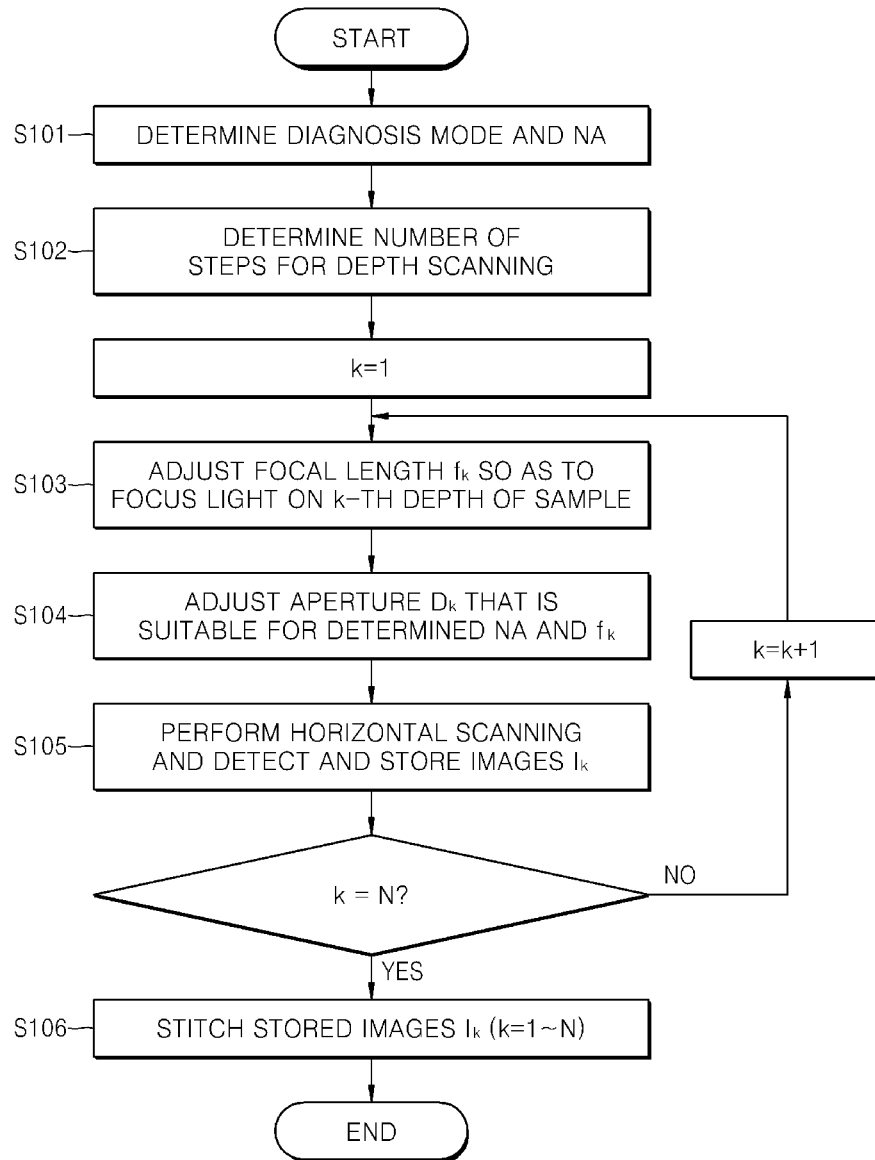 START
S101
DETERMINE DIAGNOSIS MODE AND NA
S102
DETERMINE NUMBER OF
STEPS FOR DEPTH SCANNING
k=1
S103
ADJUST FOCAL LENGTH fₖ SO AS TO
FOCUS LIGHT ON k-TH DEPTH OF SAMPLE
S104
ADJUST APERTURE Dₖ THAT IS
SUITABLE FOR DETERMINED NA AND fₖ
k=k+1
S105
PERFORM HORIZONTAL SCANNING
AND DETECT AND STORE IMAGES Iₖ
k = N?
NO
YES
S106
STITCH STORED IMAGES Iₖ (k=1~N)
END